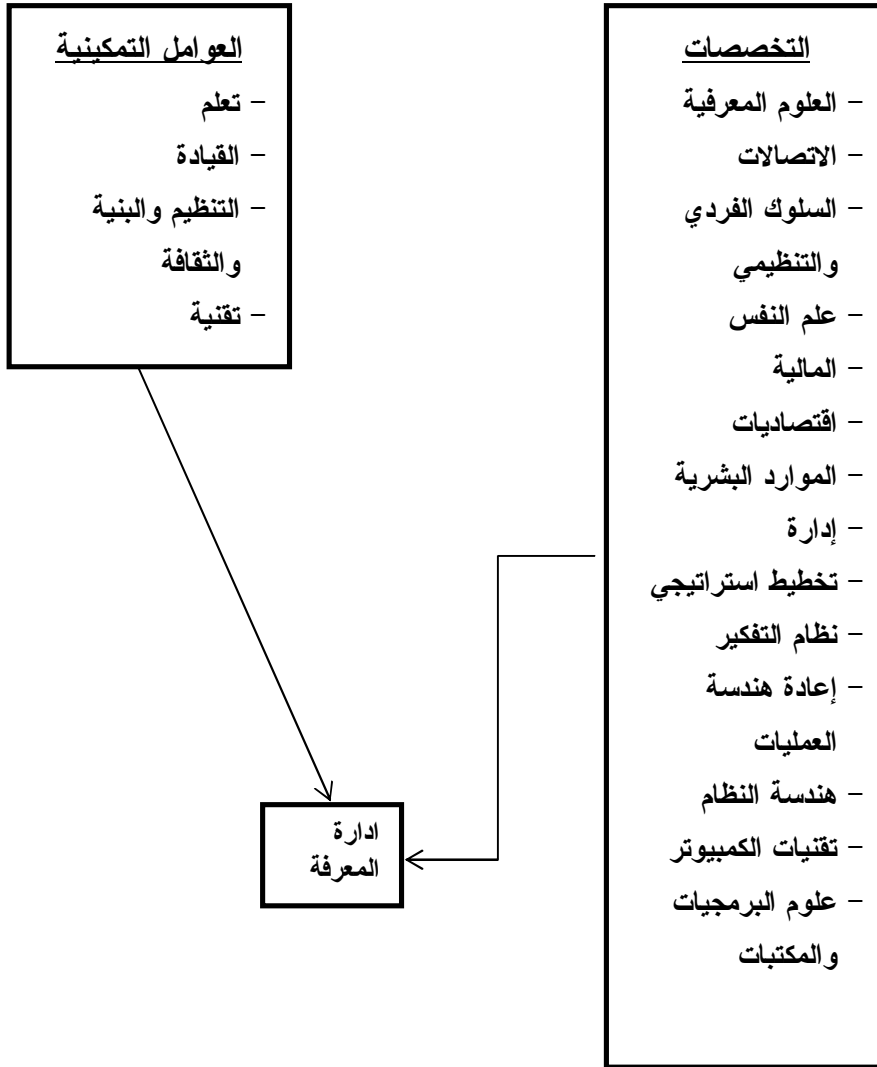 التخصصات
– العلوم المعرفية
– الاتصالات
– السلوك الفردي
والتنظيمي
– علم النفس
– المالية
– اقتصاديات
– الموارد البشرية
– إدارة
– تخطيط استراتيجي
– نظام التفكير
– إعادة هندسة
العمليات
– هندسة النظام
– تقنيات الكمبيوتر
– علوم البرمجيات
والمكتبات
العوامل التمكينية
– تعلم
– القيادة
– التنظيم والبنية
والثقافة
– تقنية
ادارة
المعرفة